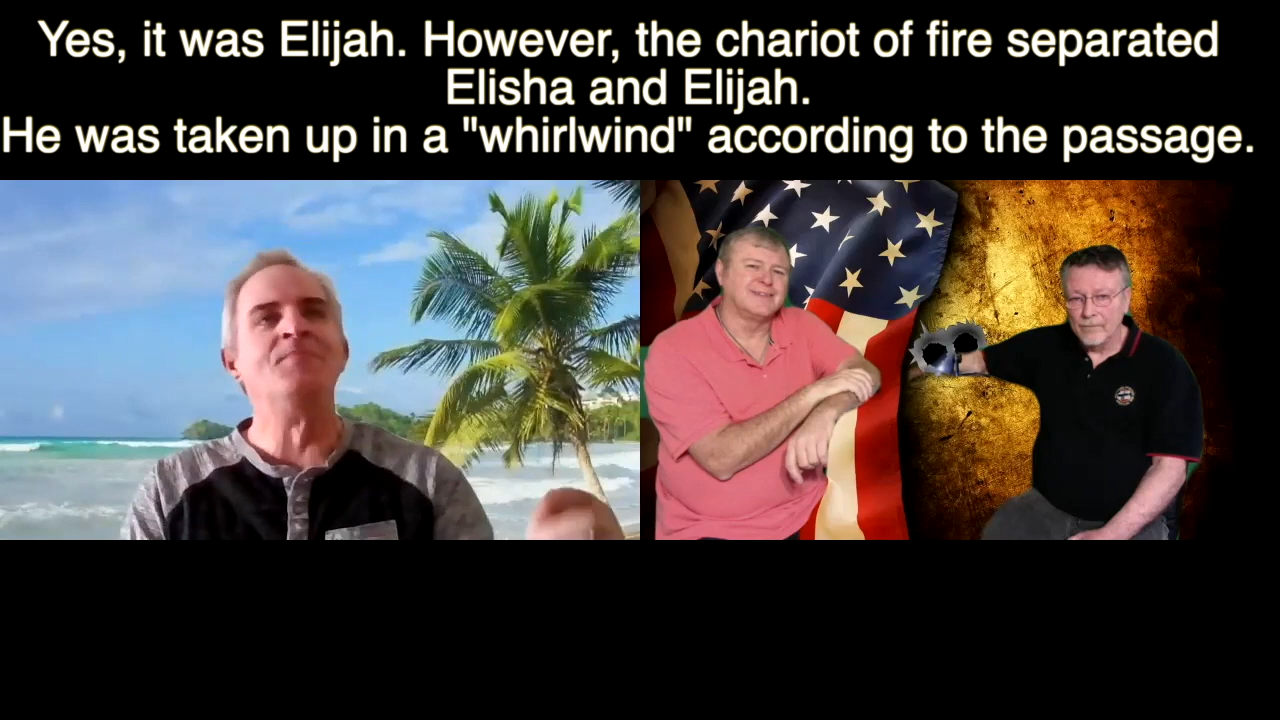 Yes, it was Elijah. However, the chariot of fire separated
Elisha and Elijah.
He was taken up in a "whirlwind" according to the passage.